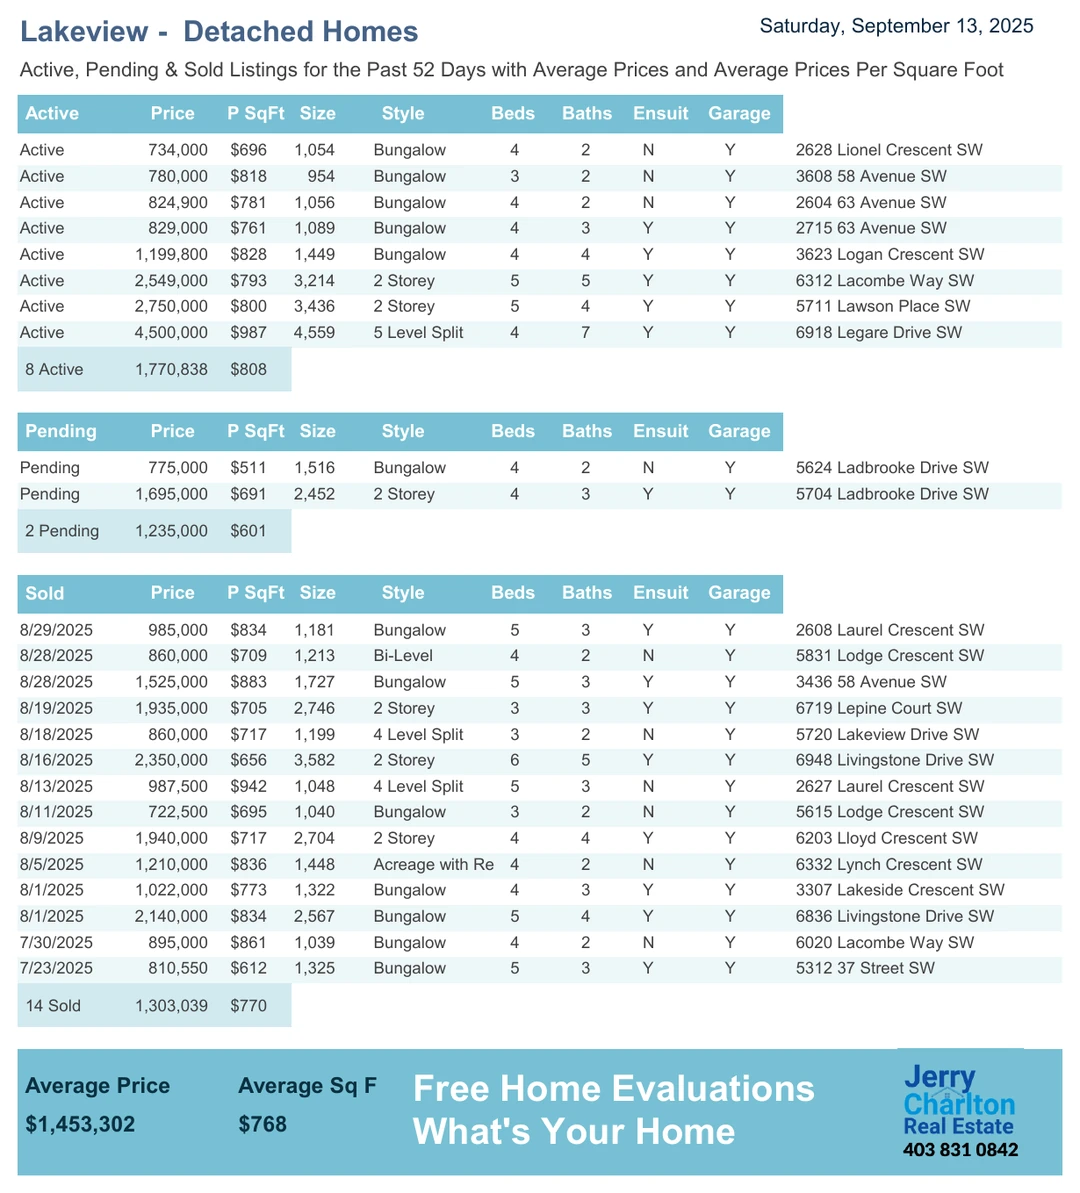 Lakeview - Detached Homes
Saturday, September 13, 2025
Active, Pending & Sold Listings for the Past 52 Days with Average Prices and Average Prices Per Square Foot
Active Price P SqFt Size Style Beds Baths Ensuit Garage
Active 734,000 $696 1,054 Bungalow 4 2 N Y 2628 Lionel Crescent SW
Active 780,000 $818 954 Bungalow 3 2 N Y 3608 58 Avenue SW
Active 824,900 $781 1,056 Bungalow 4 2 N Y 2604 63 Avenue SW
Active 829,000 $761 1,089 Bungalow 4 3 Y Y 2715 63 Avenue SW
Active 1,199,800 $828 1,449 Bungalow 4 4 Y Y 3623 Logan Crescent SW
Active 2,549,000 $793 3,214 2 Storey 5 5 Y Y 6312 Lacombe Way SW
Active 2,750,000 $800 3,436 2 Storey 5 4 Y Y 5711 Lawson Place SW
Active 4,500,000 $987 4,559 5 Level Split 4 7 Y Y 6918 Legare Drive SW
8 Active 1,770,838 $808
Pending Price P SqFt Size Style Beds Baths Ensuit Garage
Pending 775,000 $511 1,516 Bungalow 4 2 N Y 5624 Ladbrooke Drive SW
Pending 1,695,000 $691 2,452 2 Storey 4 3 Y Y 5704 Ladbrooke Drive SW
2 Pending 1,235,000 $601
Sold Price P SqFt Size Style Beds Baths Ensuit Garage
8/29/2025 985,000 $834 1,181 Bungalow 5 3 Y Y 2608 Laurel Crescent SW
8/28/2025 860,000 $709 1,213 Bi-Level 4 2 N Y 5831 Lodge Crescent SW
8/28/2025 1,525,000 $883 1,727 Bungalow 5 3 Y Y 3436 58 Avenue SW
8/19/2025 1,935,000 $705 2,746 2 Storey 3 3 Y Y 6719 Lepine Court SW
8/18/2025 860,000 $717 1,199 4 Level Split 3 2 N Y 5720 Lakeview Drive SW
8/16/2025 2,350,000 $656 3,582 2 Storey 6 5 Y Y 6948 Livingstone Drive SW
8/13/2025 987,500 $942 1,048 4 Level Split 5 3 N Y 2627 Laurel Crescent SW
8/11/2025 722,500 $695 1,040 Bungalow 3 2 N Y 5615 Lodge Crescent SW
8/9/2025 1,940,000 $717 2,704 2 Storey 4 4 Y Y 6203 Lloyd Crescent SW
8/5/2025 1,210,000 $836 1,448 Acreage with Re 4 2 N Y 6332 Lynch Crescent SW
8/1/2025 1,022,000 $773 1,322 Bungalow 4 3 Y Y 3307 Lakeside Crescent SW
8/1/2025 2,140,000 $834 2,567 Bungalow 5 4 Y Y 6836 Livingstone Drive SW
7/30/2025 895,000 $861 1,039 Bungalow 4 2 N Y 6020 Lacombe Way SW
7/23/2025 810,550 $612 1,325 Bungalow 5 3 Y Y 5312 37 Street SW
14 Sold 1,303,039 $770
Average Price Average Sq F
$1,453,302 $768
Free Home Evaluations
What's Your Home
Jerry
Charlton
Real Estate
403 831 0842